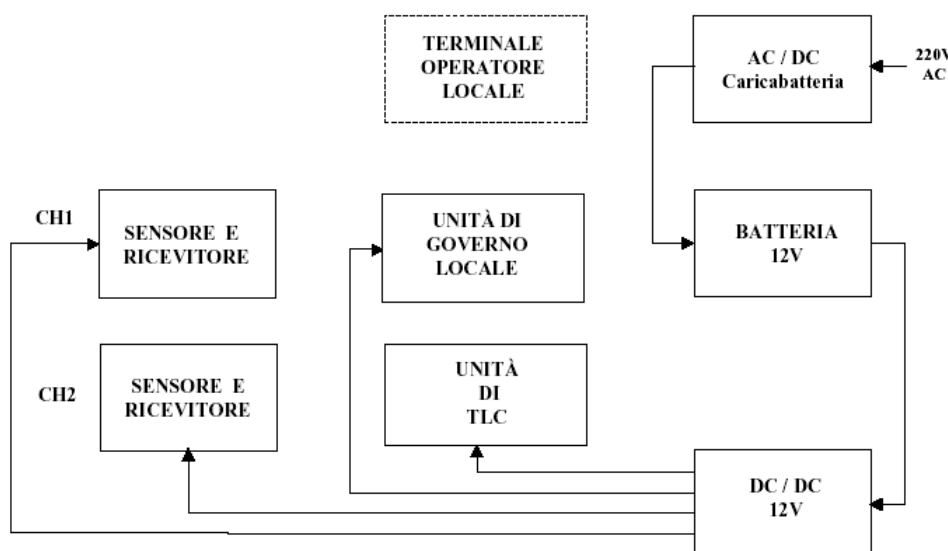 TERMINALE
OPERATORE
LOCALE
AC / DC
Caricabatteria
220V
AC
CH1
SENSORE E
RICEVITORE
UNITÀ DI
GOVERNO
LOCALE
BATTERIA
12V
CH2
SENSORE E
RICEVITORE
UNITÀ
DI
TLC
DC / DC
12V